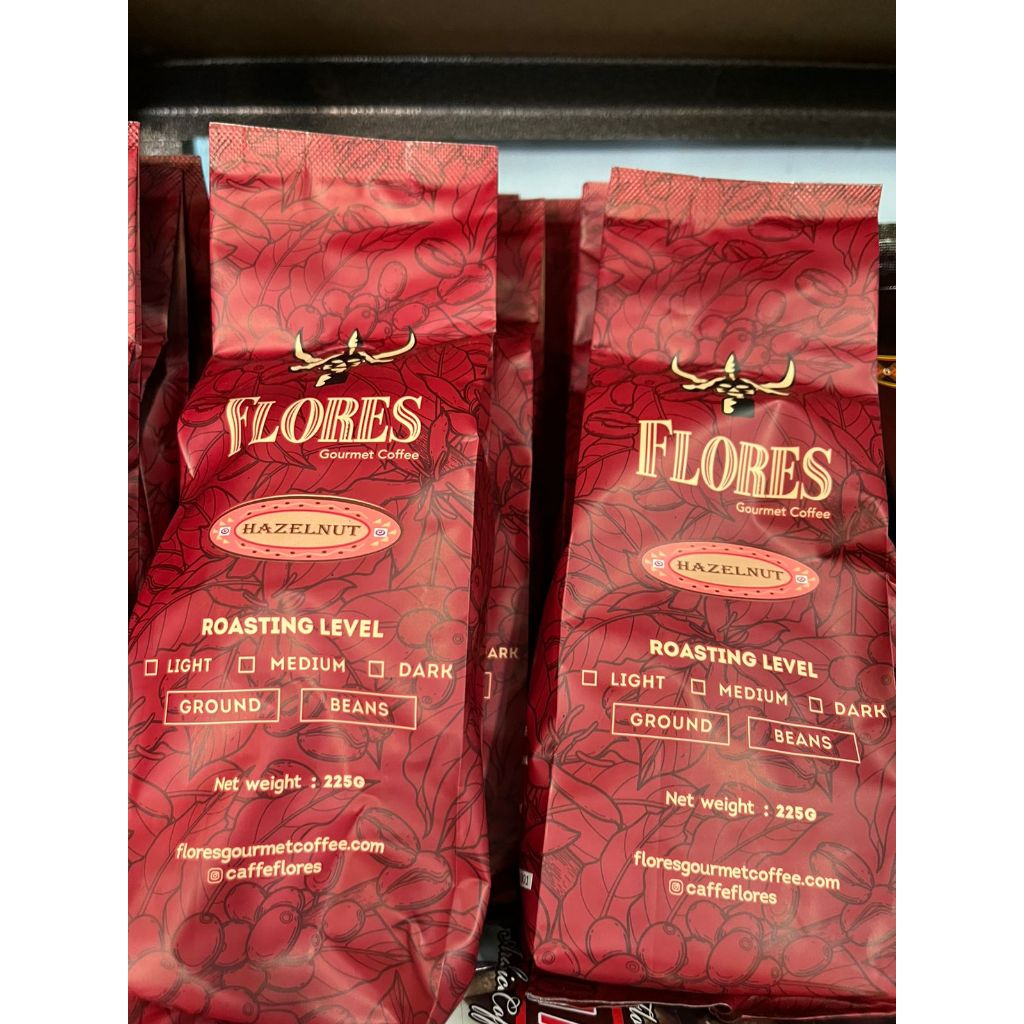 FLORES
Gourmet Coffee
HAZELNUT
ROASTING LEVEL
LIGHT MEDIUM DARK
GROUND BEANS
Net weight : 225G
floresgourmetcoffee.com
caffeflores
ARK
FLORES
Gourmet Coffee
HAZELNUT
ROASTING LEVEL
LIGHT MEDIUM DARK
GROUND BEANS
Net weight : 225G
floresgourmetcoffee.com
caffeflores